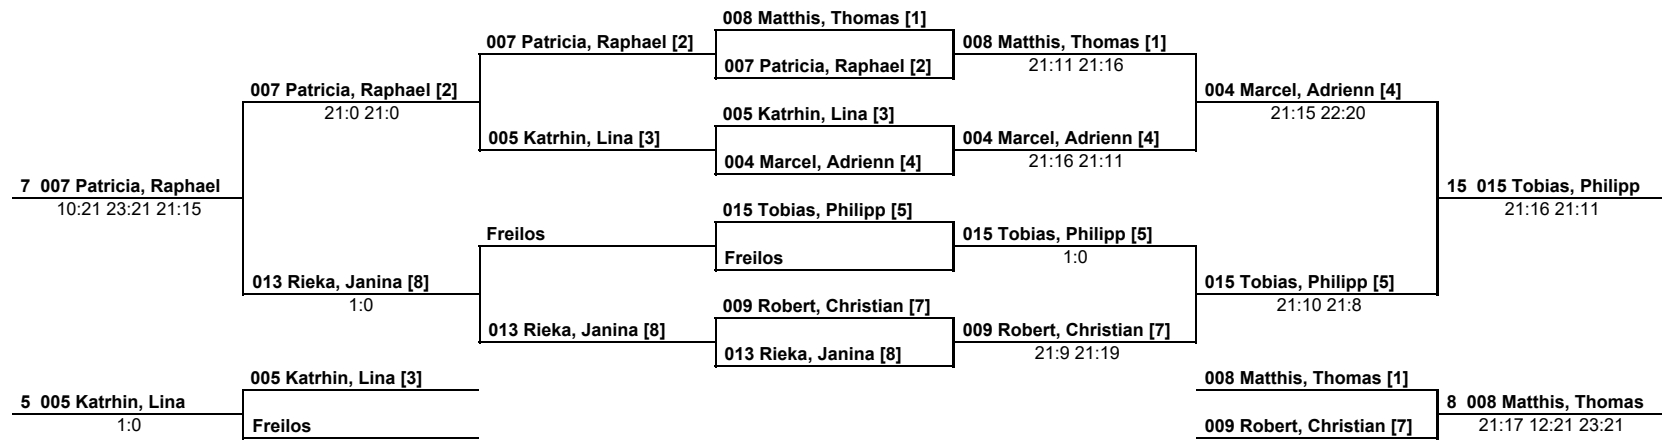 008 Matthis, Thomas [1]
007 Patricia, Raphael [2]
008 Matthis, Thomas [1]
007 Patricia, Raphael [2]
21:11 21:16
007 Patricia, Raphael [2]
004 Marcel, Adrienn [4]
21:0 21:0
005 Katrhin, Lina [3]
21:15 22:20
005 Katrhin, Lina [3]
004 Marcel, Adrienn [4]
004 Marcel, Adrienn [4]
21:16 21:11
7 007 Patricia, Raphael
15 015 Tobias, Philipp
10:21 23:21 21:15
015 Tobias, Philipp [5]
21:16 21:11
Freilos
015 Tobias, Philipp [5]
Freilos
1:0
013 Rieka, Janina [8]
015 Tobias, Philipp [5]
1:0
009 Robert, Christian [7]
21:10 21:8
013 Rieka, Janina [8]
009 Robert, Christian [7]
013 Rieka, Janina [8]
21:9 21:19
005 Katrhin, Lina [3]
008 Matthis, Thomas [1]
5 005 Katrhin, Lina
8 008 Matthis, Thomas
1:0
Freilos
009 Robert, Christian [7]
21:17 12:21 23:21